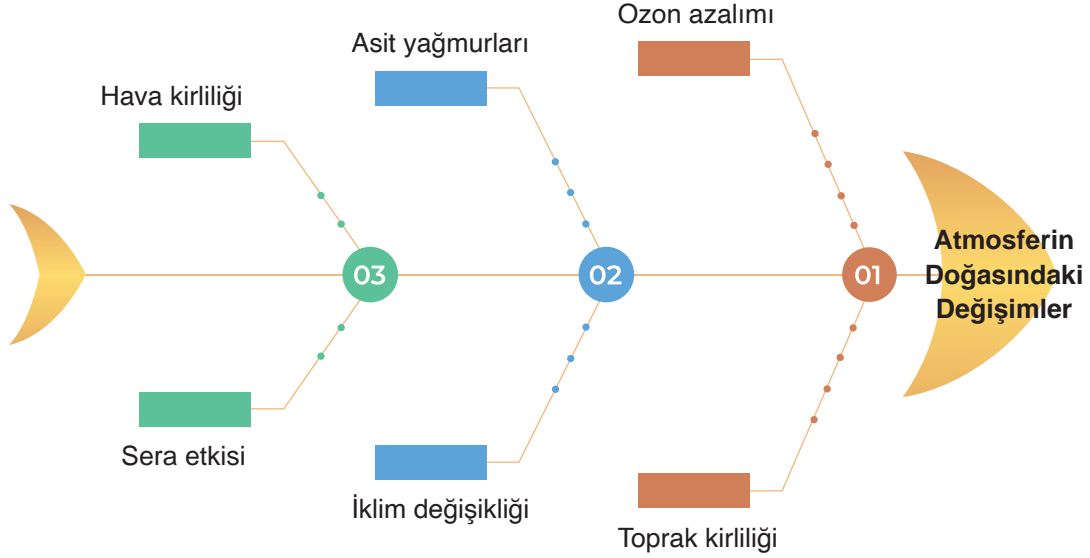 Ozon azalımı
Asit yağmurları
Hava kirliliği
03
02
01
Atmosferin
Doğasındaki
Değişimler
Sera etkisi
İklim değişikliği
Toprak kirliliği